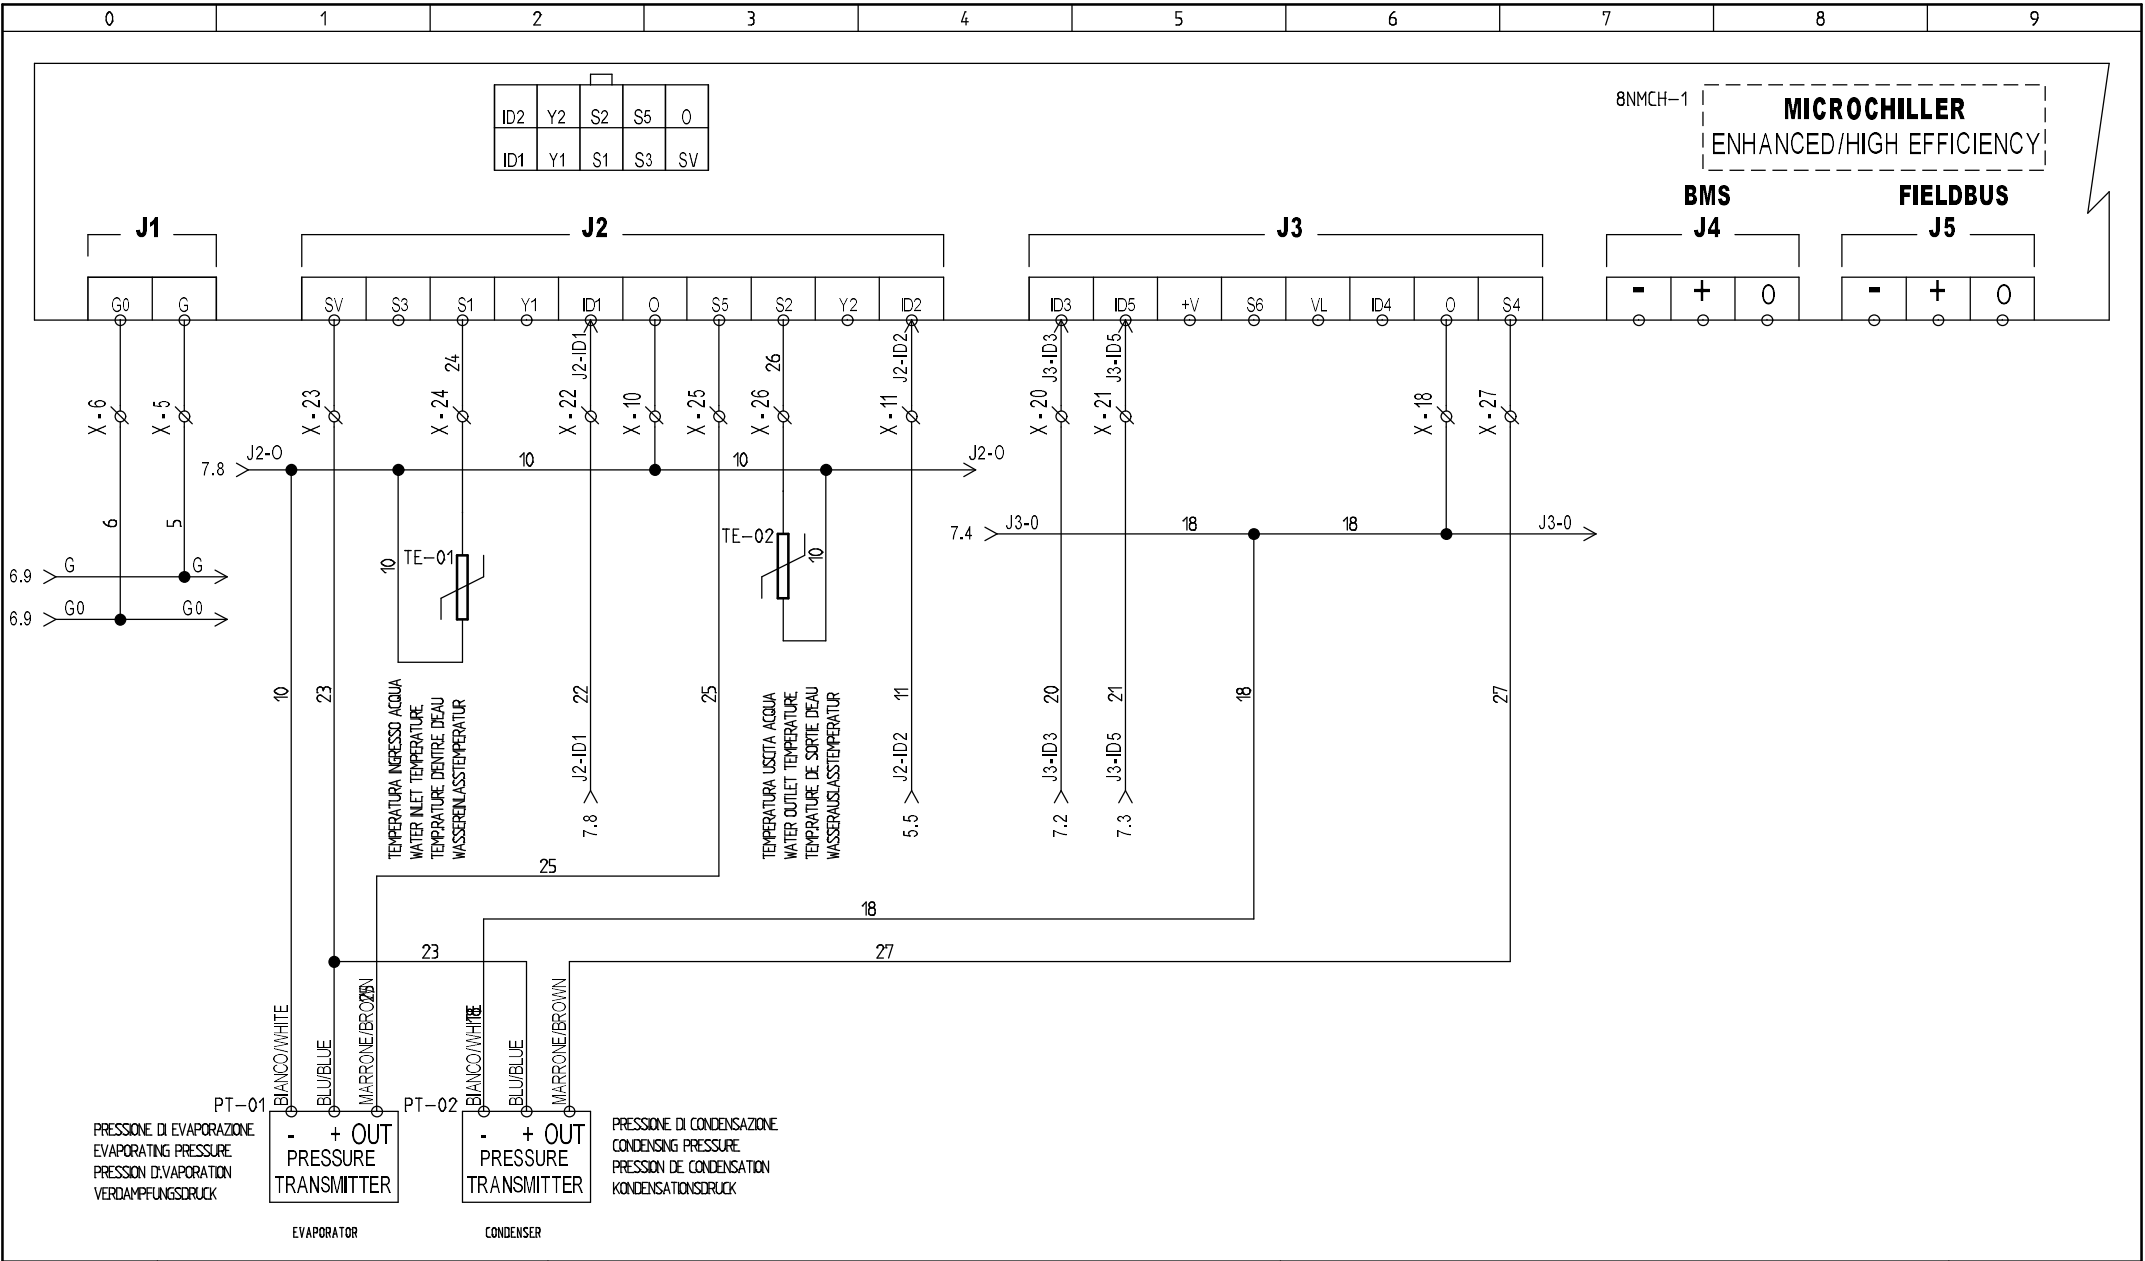 0 1 2 3 4 5 6 7 8 9
8NMCH-1
MICROCHILLER
ENHANCED/HIGH EFFICIENCY
ID2 Y2 S2 S5 O
ID1 Y1 S1 S3 SV
BMS FIELDBUS
J1 J2 J3 J4 J5
G0 G SV S3 S1 Y1 ID1 O S5 S2 Y2 ID2 ID3 ID5 +V S6 VL ID4 O S4 - + O - + O
24 J2-ID1 26 J2-ID2 J3-ID3 J3-ID5
X - 6 X - 5 X - 23 X - 24 X - 22 X - 10 X - 25 X - 26 X - 11 X - 20 X - 21 X - 18 X - 27
7.8 J2-O 10 10 J2-O
7.4 J3-0 18 18 J3-0
6 5
10 TE-01 TE-02 10
6.9 G G
6.9 G0 G0
10 23 22 25 11 20 21 18 27
TEMPERATURA INGRESSO ACQUA
WATER INLET TEMPERATURE
TEMP.RATURE D'ENTRE D'EAU
WASSEREINLASSTEMPERATUR
TEMPERATURA USCITA ACQUA
WATER OUTLET TEMPERATURE
TEMP.RATURE DE SORTIE D'EAU
WASSERAUSLASSTEMPERATUR
J2-ID1 J2-ID2 J3-ID3 J3-ID5
7.8 5.5 7.2 7.3
25
18
23 27
BIANCO/WHITE BLU/BLUE MARRONE/BROWN 25
BIANCO/WHITE 18 BLU/BLUE MARRONE/BROWN
PT-01 PT-02
- + OUT
PRESSURE
TRANSMITTER
- + OUT
PRESSURE
TRANSMITTER
PRESSIONE DI EVAPORAZIONE
EVAPORATING PRESSURE
PRESSION D'.VAPORATION
VERDAMPFUNGSDRUCK
PRESSIONE DI CONDENSAZIONE
CONDENSING PRESSURE
PRESSION DE CONDENSATION
KONDENSATIONSDRUCK
EVAPORATOR CONDENSER